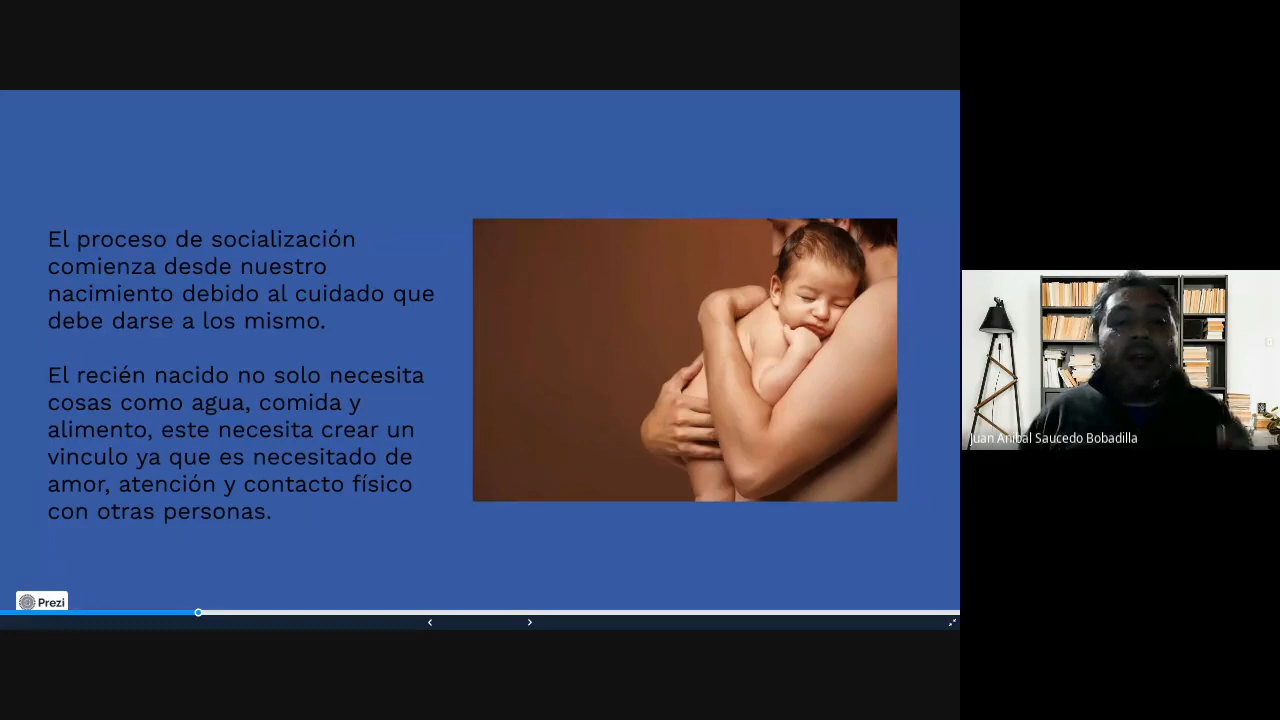 El proceso de socialización
comienza desde nuestro
nacimiento debido al cuidado que
debe darse a los mismo.
El recién nacido no solo necesita
cosas como agua, comida y
alimento, este necesita crear un
vinculo ya que es necesitado de
amor, atención y contacto físico
con otras personas.
Juan Anibal Saucedo Bobadilla
Prezi